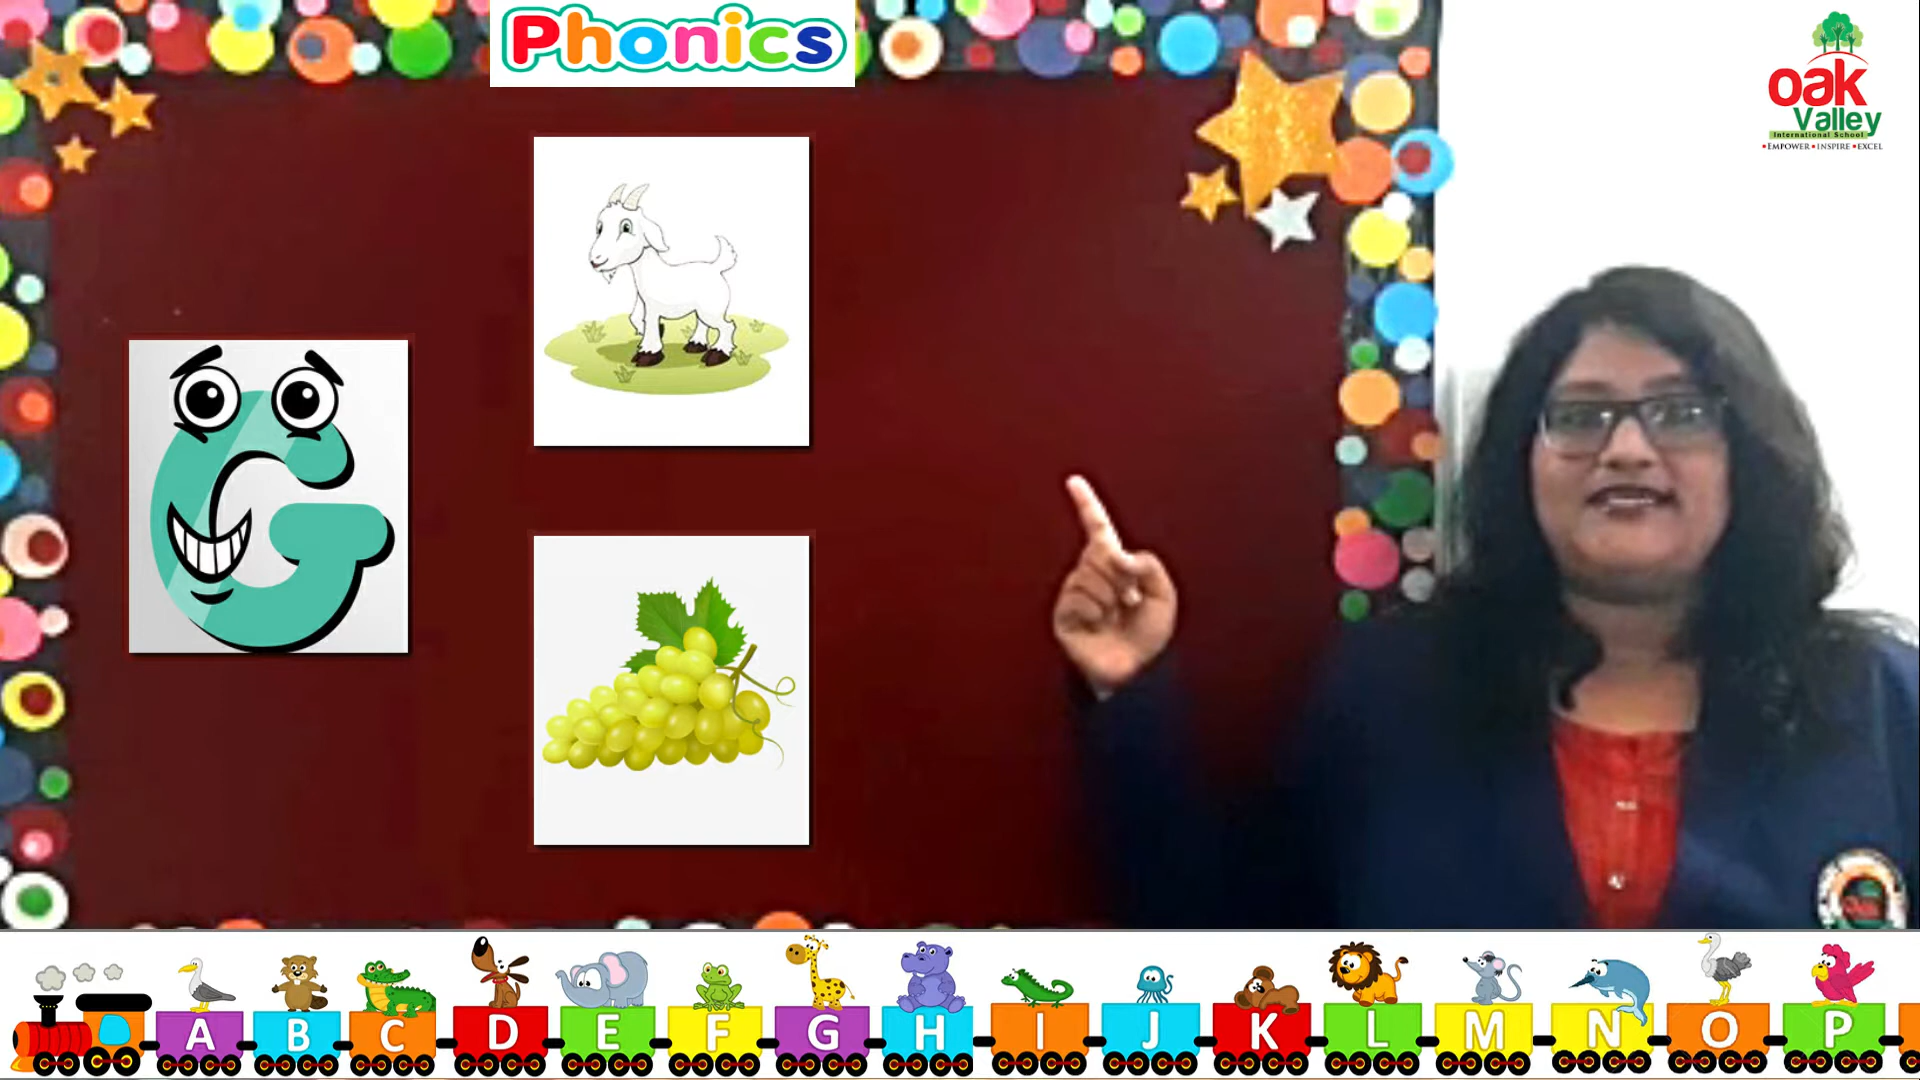 Phonics
oak
Valley
International School
•EMPOWER •INSPIRE •EXCEL
G
A B C D E F G H I J K L M N O P